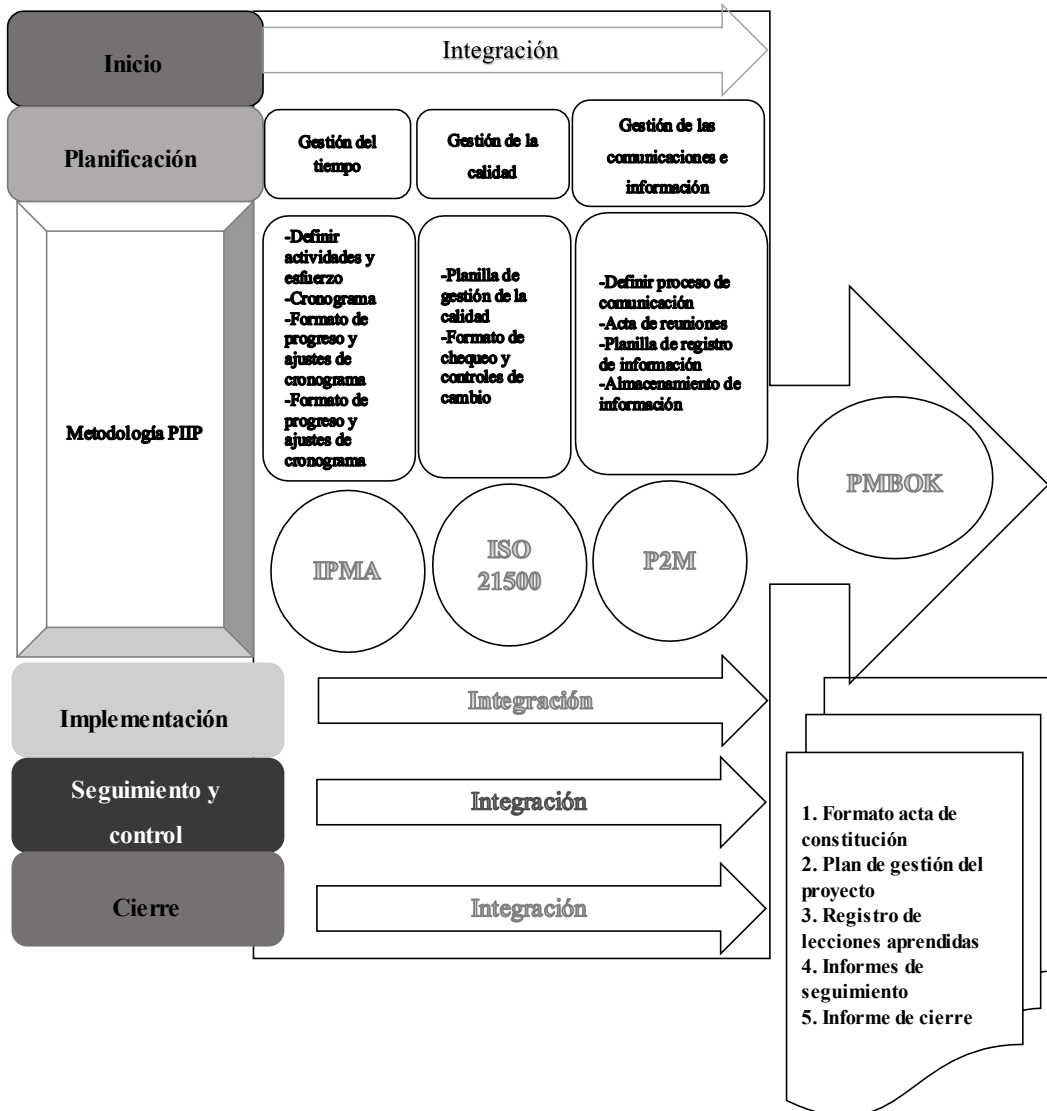 Inicio
Integración
Planificación
Gestión del
tiempo
Gestión de la
calidad
Gestión de las
comunicaciones e
información
Metodología PIIP
-Definir
actividades y
esfuerzo
-Cronograma
-Formato de
progreso y
ajustes de
cronograma
-Formato de
progreso y
ajustes de
cronograma
-Planilla de
gestión de la
calidad
-Formato de
chequeo y
controles de
cambio
-Definir proceso de
comunicación
-Acta de reuniones
-Planilla de registro
de información
-Almacenamiento de
información
IPMA
ISO
21500
P2M
PMBOK
Implementación
Integración
Seguimiento y
control
Integración
Cierre
Integración
1. Formato acta de
constitución
2. Plan de gestión del
proyecto
3. Registro de
lecciones aprendidas
4. Informes de
seguimiento
5. Informe de cierre